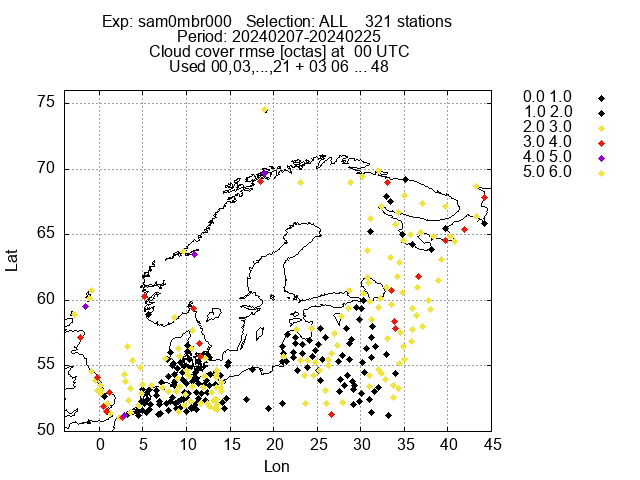 Exp: sam0mbr000   Selection: ALL    321 stations
Period: 20240207-20240225
Cloud cover rmse [octas] at  00 UTC
Used 00,03,...,21 + 03 06 ... 48
0.0 1.0
1.0 2.0
2.0 3.0
3.0 4.0
4.0 5.0
5.0 6.0
75
70
65
60
55
50
Lat
0 5 10 15 20 25 30 35 40 45
Lon